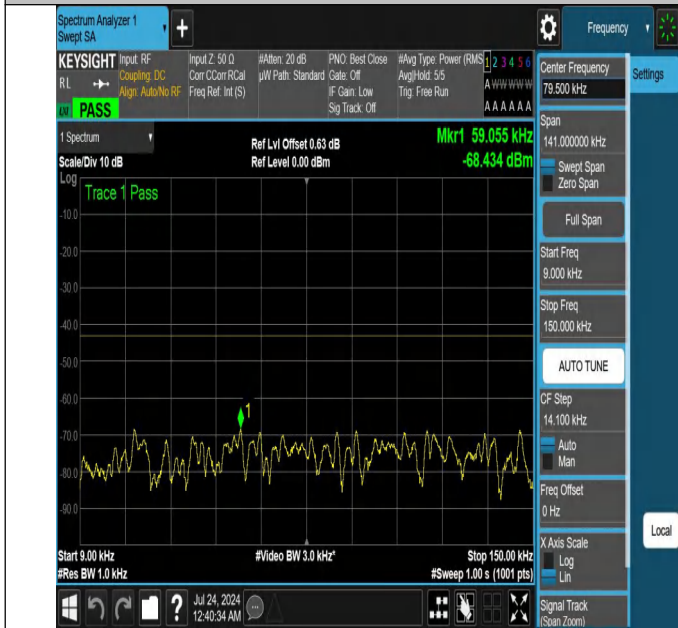 Spectrum Analyzer 1
Swept SA
+
Frequency
KEYSIGHT
Input: RF
Coupling: DC
Align: Auto/No RF
Input Z: 50 Ω
Corr CCorr RCal
Freq Ref: Int (S)
#Atten: 20 dB
µW Path: Standard
PNO: Best Close
Gate: Off
IF Gain: Low
Sig Track: Off
#Avg Type: Power (RMS
Avg|Hold: 5/5
Trig: Free Run
1 2 3 4 5 6
A W W W W W
A A A A A A
RL
LXI
PASS
1 Spectrum
Scale/Div 10 dB
Ref Lvl Offset 0.63 dB
Ref Level 0.00 dBm
Mkr1 59.055 kHz
-68.434 dBm
Log
Trace 1 Pass
-10.0
-20.0
-30.0
-40.0
-50.0
-60.0
-70.0
-80.0
-90.0
1
Start 9.00 kHz
#Res BW 1.0 kHz
#Video BW 3.0 kHz*
Stop 150.00 kHz
#Sweep 1.00 s (1001 pts)
?
Jul 24, 2024
12:40:34 AM
Center Frequency
79.500 kHz
Settings
Span
141.000000 kHz
Swept Span
Zero Span
Full Span
Start Freq
9.000 kHz
Stop Freq
150.000 kHz
AUTO TUNE
CF Step
14.100 kHz
Auto
Man
Freq Offset
0 Hz
X Axis Scale
Log
Lin
Local
Signal Track
(Span Zoom)